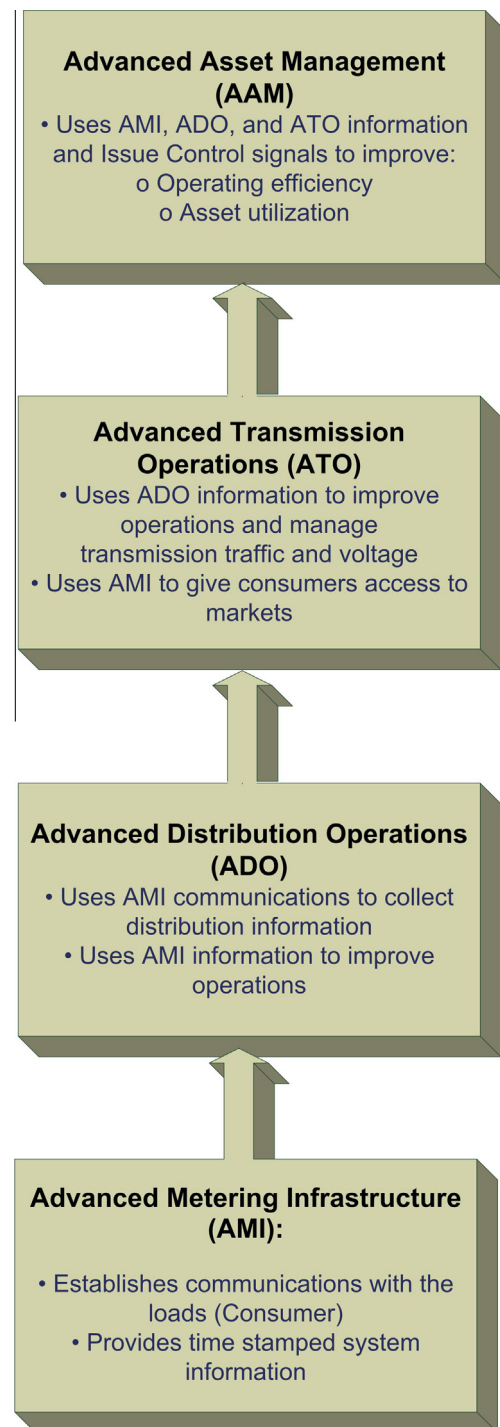 Advanced Asset Management
(AAM)
• Uses AMI, ADO, and ATO information
and Issue Control signals to improve:
o Operating efficiency
o Asset utilization
Advanced Transmission
Operations (ATO)
• Uses ADO information to improve
operations and manage
transmission traffic and voltage
• Uses AMI to give consumers access to
markets
Advanced Distribution Operations
(ADO)
• Uses AMI communications to collect
distribution information
• Uses AMI information to improve
operations
Advanced Metering Infrastructure
(AMI):
• Establishes communications with the
loads (Consumer)
• Provides time stamped system
information